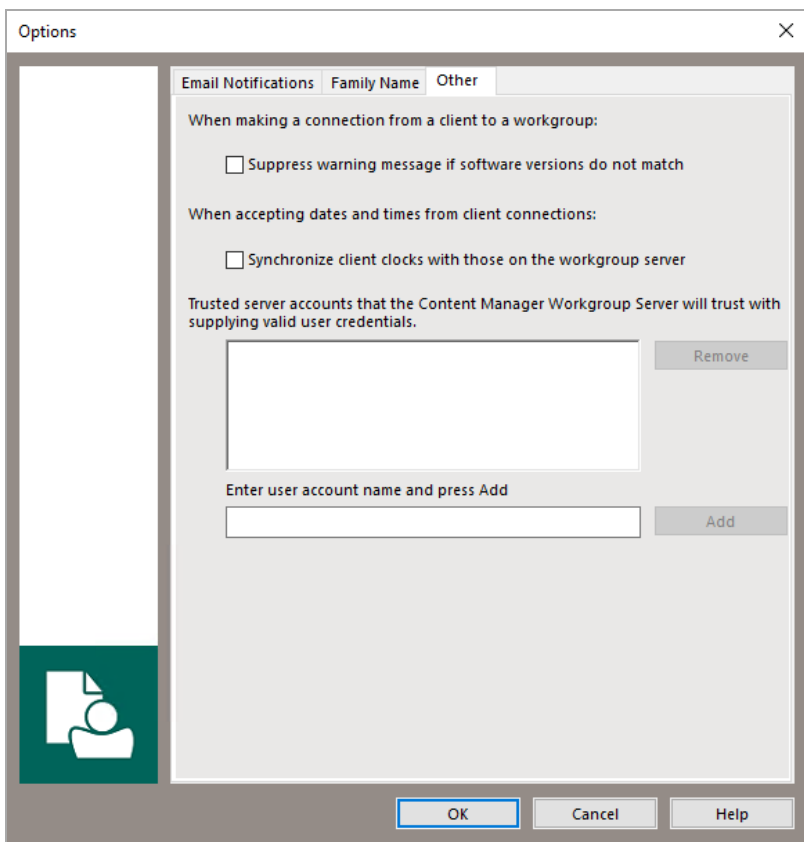 Options
Email Notifications
Family Name
Other
When making a connection from a client to a workgroup:
Suppress warning message if software versions do not match
When accepting dates and times from client connections:
Synchronize client clocks with those on the workgroup server
Trusted server accounts that the Content Manager Workgroup Server will trust with
supplying valid user credentials.
Remove
Enter user account name and press Add
Add
OK
Cancel
Help